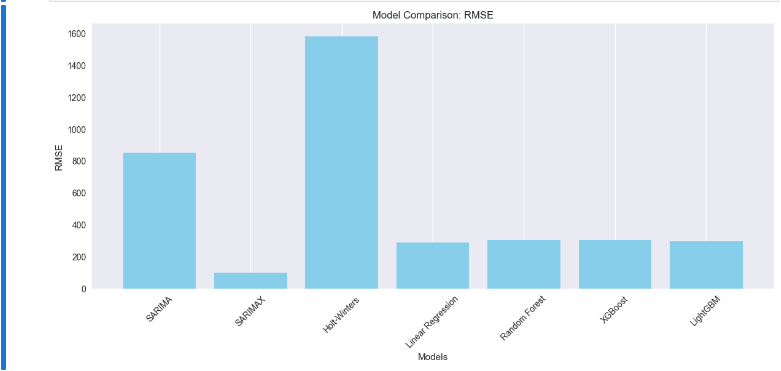 Model Comparison: RMSE
1600
1400
1200
1000
800
600
400
200
0
RMSE
SARIMA
SARIMAX
Holt-Winters
Linear Regression
Random Forest
XGBoost
LightGBM
Models